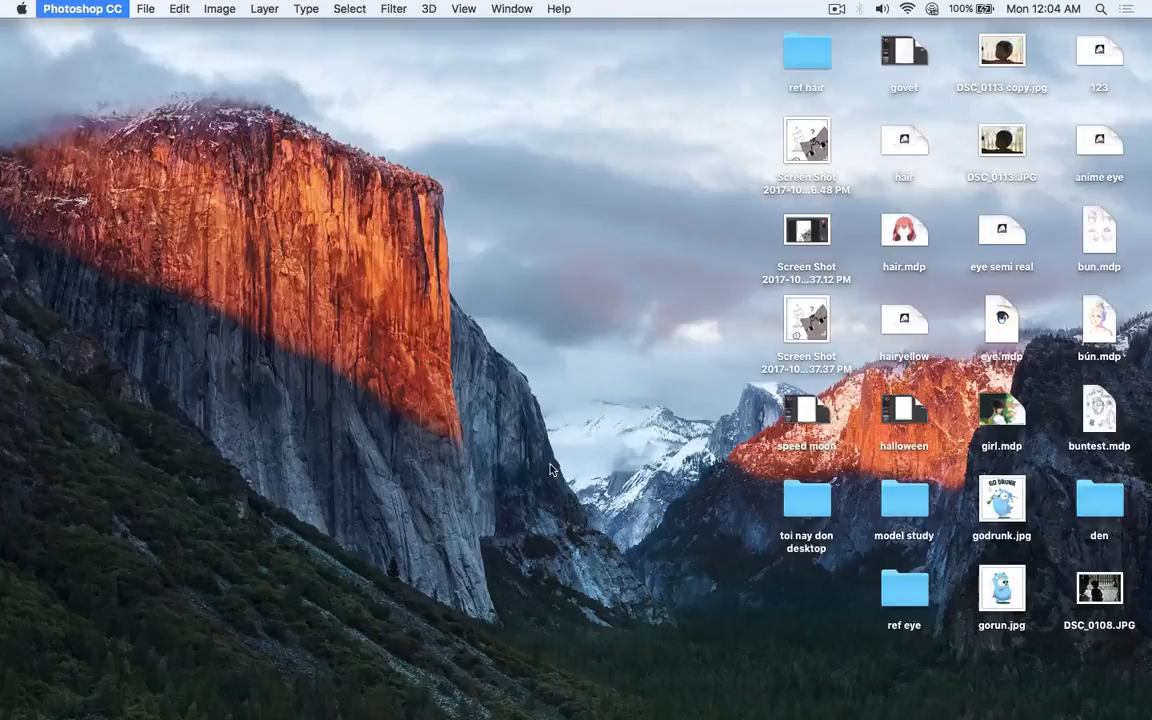 Photoshop CC File Edit Image Layer Type Select Filter 3D View Window Help 100% Mon 12:04 AM
ref hair govet DSC_0113 copy.jpg 123
Screen Shot
2017-10...6.48 PM
hair DSC_0113.JPG anime eye
Screen Shot
2017-10...37.12 PM
hair.mdp eye semi real bun.mdp
Screen Shot
2017-10...37.37 PM
hairyellow eye.mdp bún.mdp
speed moon halloween girl.mdp buntest.mdp
GO DRUNK
toi nay don
desktop
model study godrunk.jpg den
ref eye gorun.jpg DSC_0108.JPG